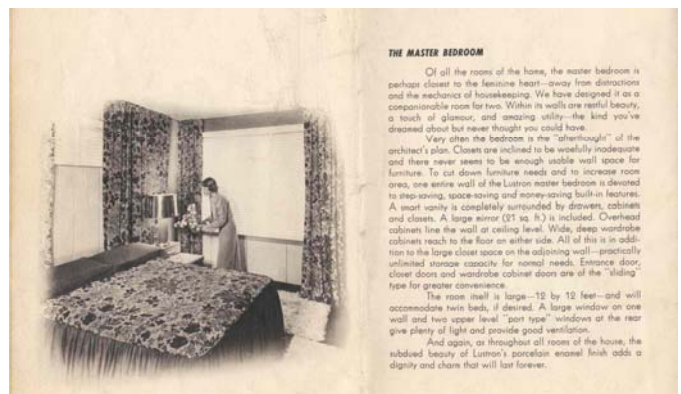 THE MASTER BEDROOM
Of all the rooms of the home, the master bedroom is
perhaps closest to the feminine heart—away from distractions
and the mechanics of housekeeping. We have designed it as a
companionable room for two. Within its walls are restful beauty,
a touch of glamour, and amazing utility—the kind you've
dreamed about but never thought you could have.
Very often the bedroom is the "afterthought" of the
architect's plan. Closets are inclined to be woefully inadequate
and there never seems to be enough usable wall space for
furniture. To cut down furniture needs and to increase room
area, one entire wall of the Lustron master bedroom is devoted
to step-saving, space-saving and money-saving built-in features.
A smart vanity is completely surrounded by drawers, cabinets
and closets. A large mirror (21 sq. ft.) is included. Overhead
cabinets line the wall at ceiling level. Wide, deep wardrobe
cabinets reach to the floor on either side. All of this is in addi-
tion to the large closet space on the adjoining wall—practically
unlimited storage capacity for normal needs. Entrance door,
closet doors and wardrobe cabinet doors are of the "sliding"
type for greater convenience.
The room itself is large—12 by 12 feet—and will
accommodate twin beds, if desired. A large window on one
wall and two upper level "port type" windows at the rear
give plenty of light and provide good ventilation.
And again, as throughout all rooms of the house, the
subdued beauty of Lustron's porcelain enamel finish adds a
dignity and charm that will last forever.